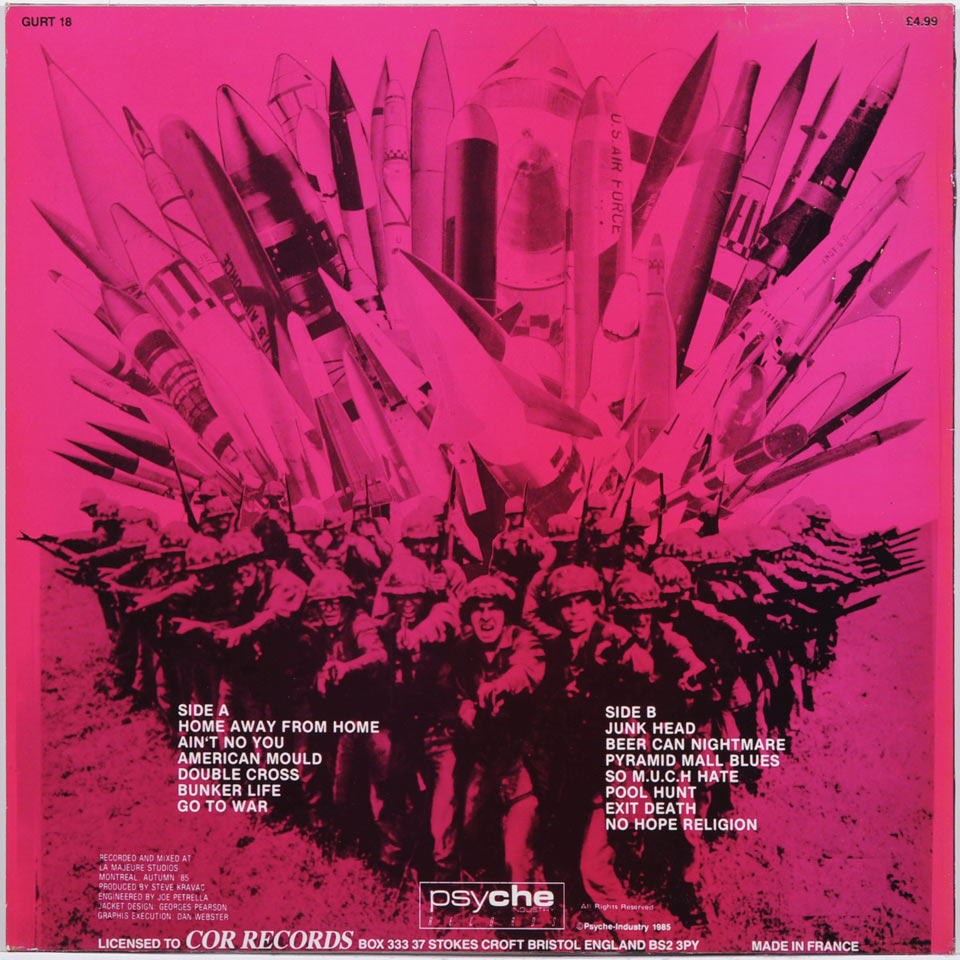 GURT 18
£4.99
U.S. AIR FORCE
SIDE A
HOME AWAY FROM HOME
AIN'T NO YOU
AMERICAN MOULD
DOUBLE CROSS
BUNKER LIFE
GO TO WAR
SIDE B
JUNK HEAD
BEER CAN NIGHTMARE
PYRAMID MALL BLUES
SO M.U.C.H HATE
POOL HUNT
EXIT DEATH
NO HOPE RELIGION
RECORDED AND MIXED AT
LA MAJEURE STUDIOS
MONTREAL, AUTUMN '85
PRODUCED BY STEVE KRAVAC
ENGINEERED BY JOE PETRELLA
JACKET DESIGN: GEORGES PEARSON
GRAPHIS EXECUTION: DAN WEBSTER
psyche
INDUSTRY
RECORDS
All Rights Reserved
©Psyche-Industry 1985
LICENSED TO COR RECORDS BOX 333 37 STOKES CROFT BRISTOL ENGLAND BS2 3PY
MADE IN FRANCE